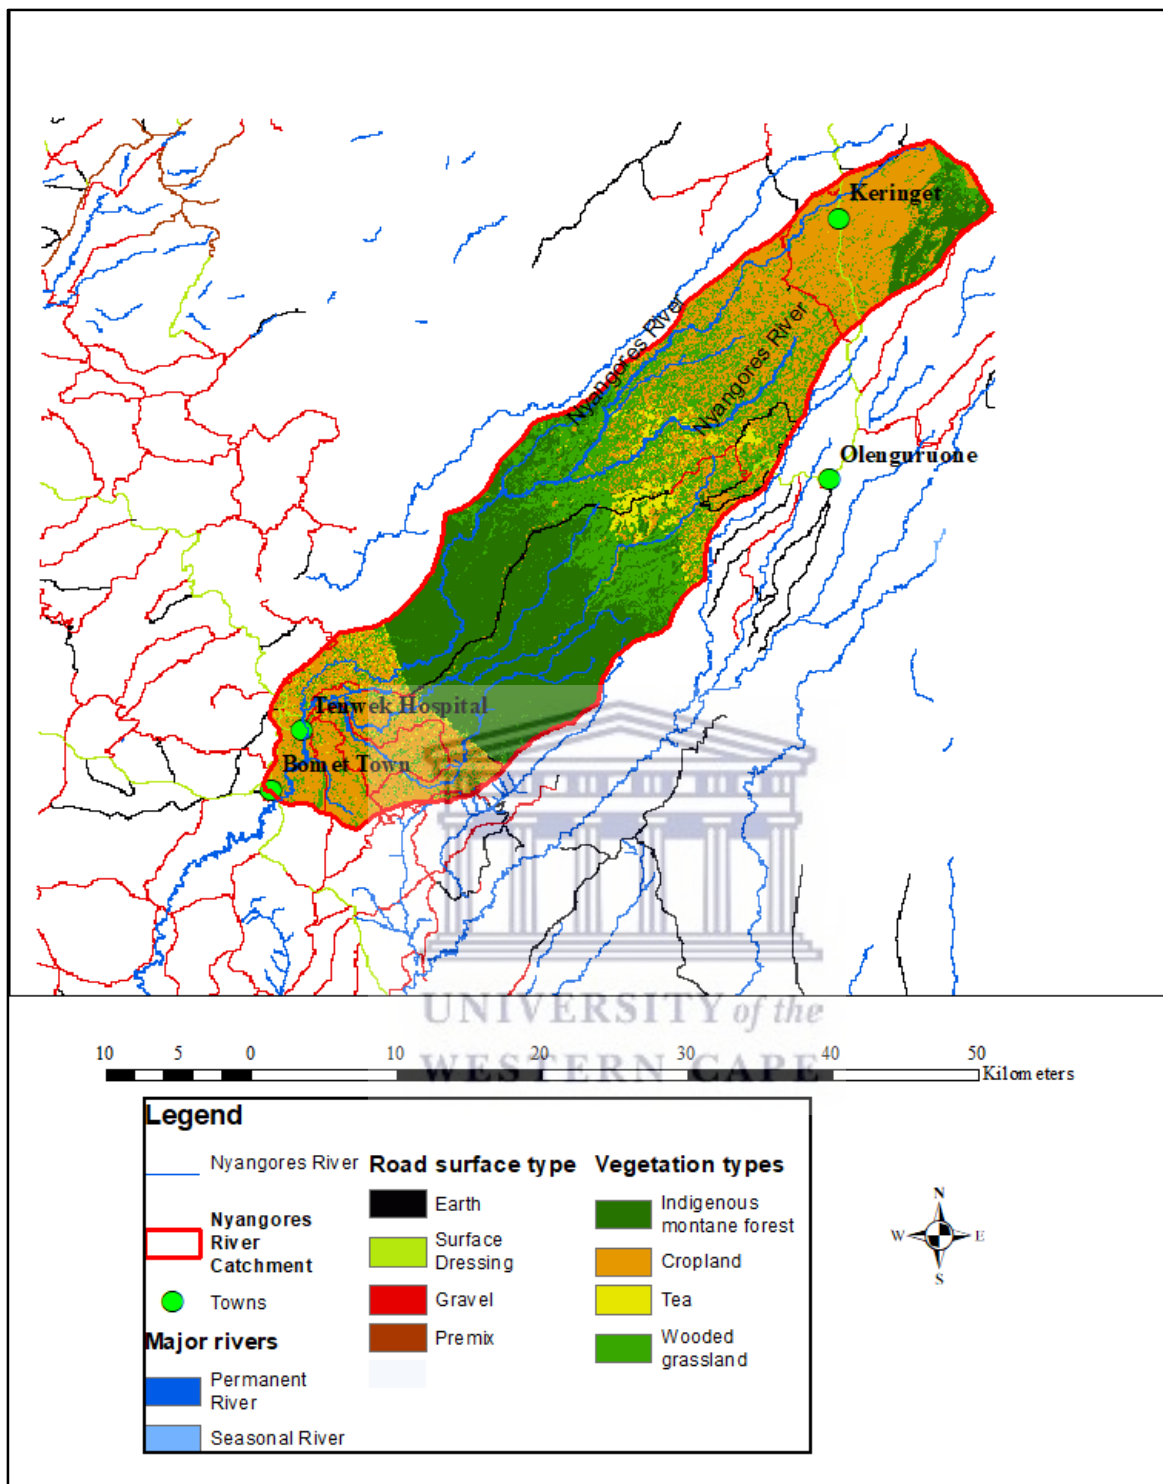 Keringet
Nyangores River
Nyangores River
Olenguruone
Tenwek Hospital
Bomet Town
UNIVERSITY of the
WESTERN CAPE
10 5 0 10 20 30 40 50
Kilometers
Legend
Nyangores River
Nyangores
River
Catchment
Towns
Major rivers
Permanent
River
Seasonal River
Road surface type
Earth
Surface
Dressing
Gravel
Premix
Vegetation types
Indigenous
montane forest
Cropland
Tea
Wooded
grassland
N
W E
S